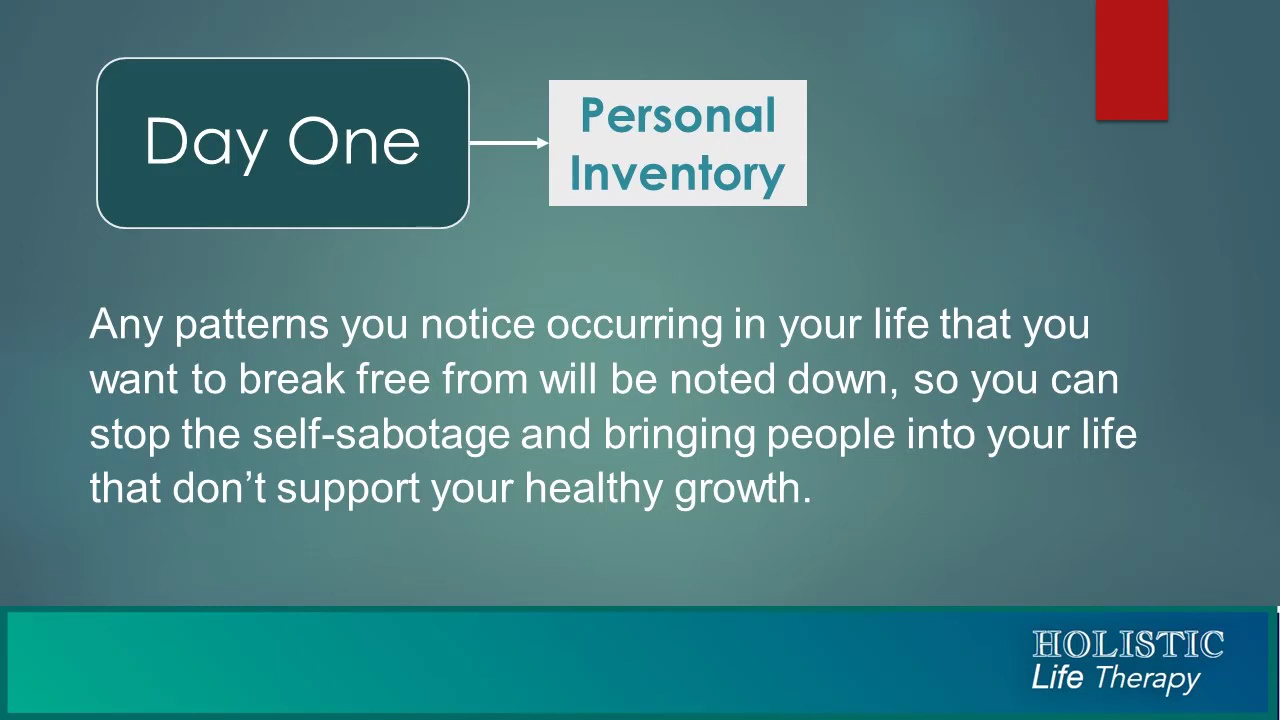 Day One
Personal
Inventory
Any patterns you notice occurring in your life that you
want to break free from will be noted down, so you can
stop the self-sabotage and bringing people into your life
that don’t support your healthy growth.
HOLISTIC
Life Therapy